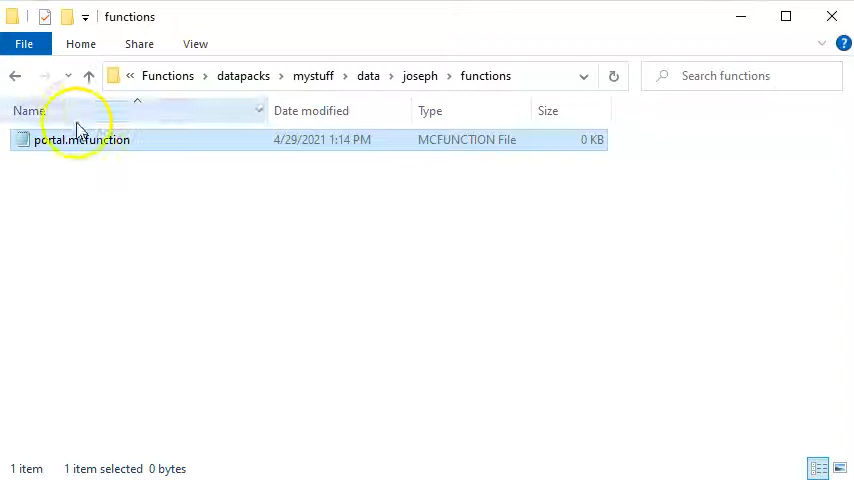 functions
File Home Share View
Functions datapacks mystuff data joseph functions Search functions
Name Date modified Type Size
portal.mcfunction 4/29/2021 1:14 PM MCFUNCTION File 0 KB
1 item 1 item selected 0 bytes